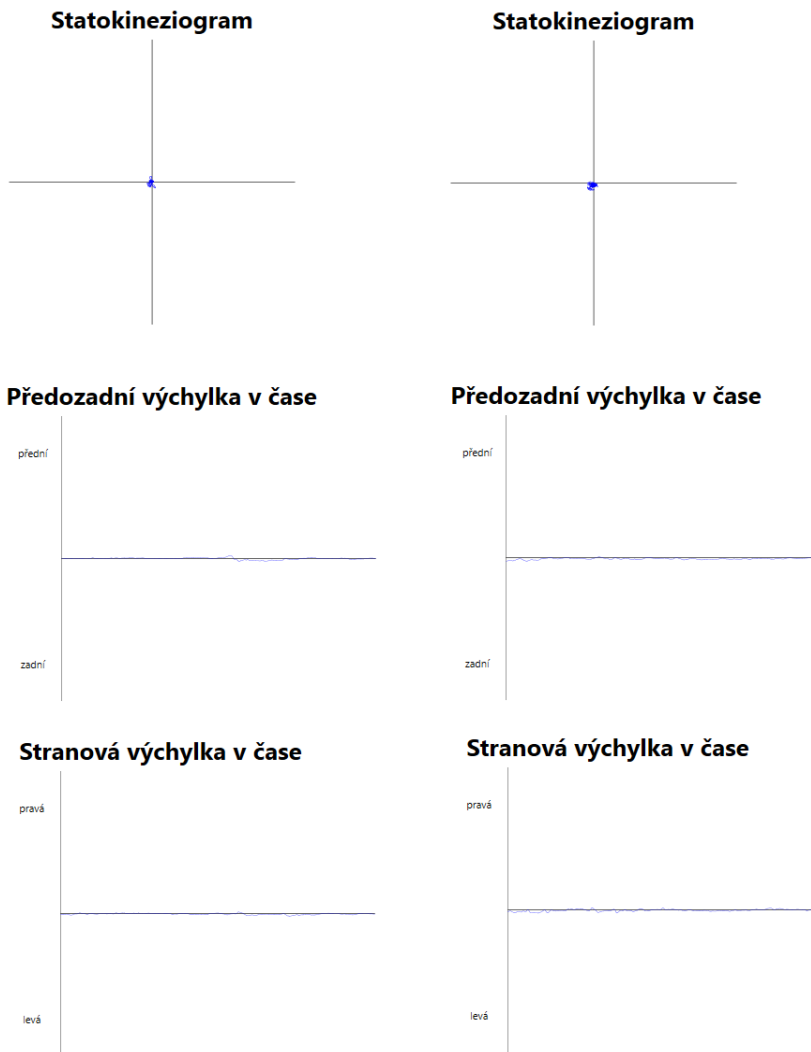 Statokineziogram
Statokineziogram
Předozadní výchylka v čase
Předozadní výchylka v čase
přední
přední
zadní
zadní
Stranová výchylka v čase
Stranová výchylka v čase
pravá
pravá
levá
levá